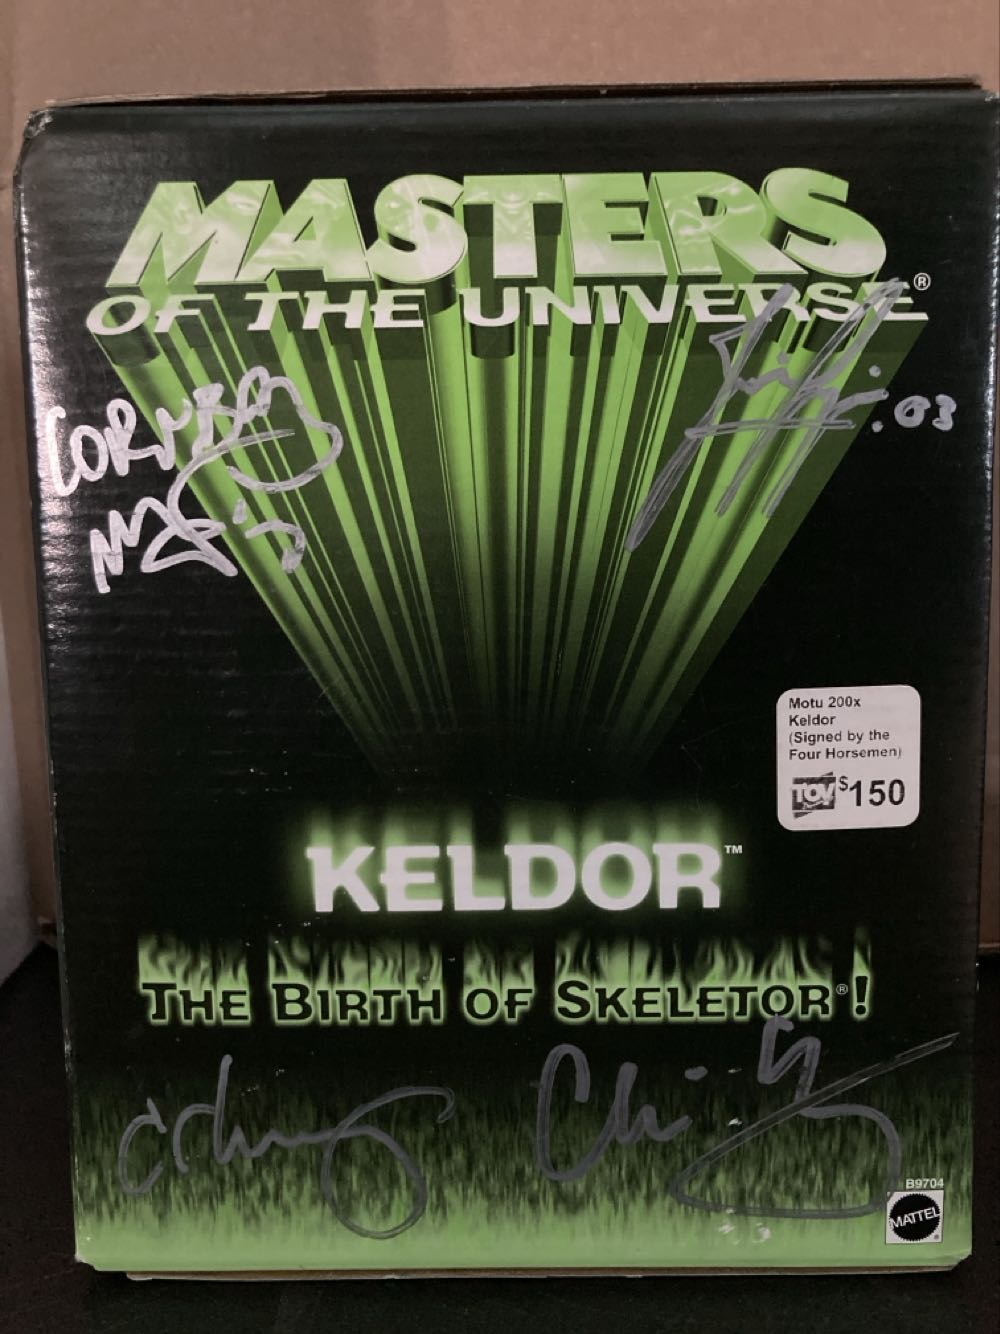 MASTERS
OF THE UNIVERSE®
.03
Motu 200x
Keldor
(Signed by the
Four Horsemen)
TOY $150
KELDOR™
THE BIRTH OF SKELETOR®!
B9704
MATTEL